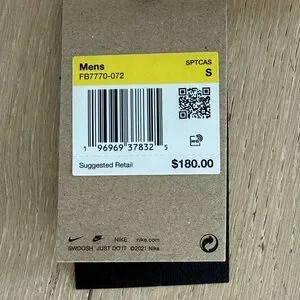 Mens SPTCAS
FB7770-072 S
1 96969 37832 5
Suggested Retail $180.00
NIKE nike.com
SWOOSH JUST DO IT ©2021 NIKE